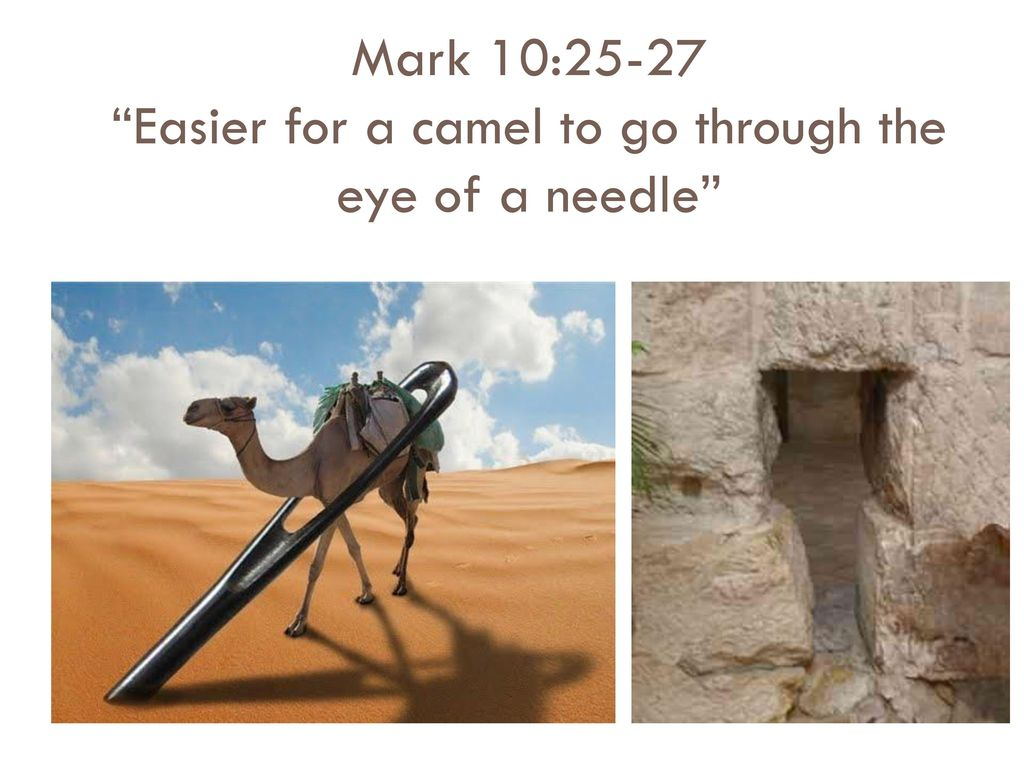 Mark 10:25-27
“Easier for a camel to go through the
eye of a needle”